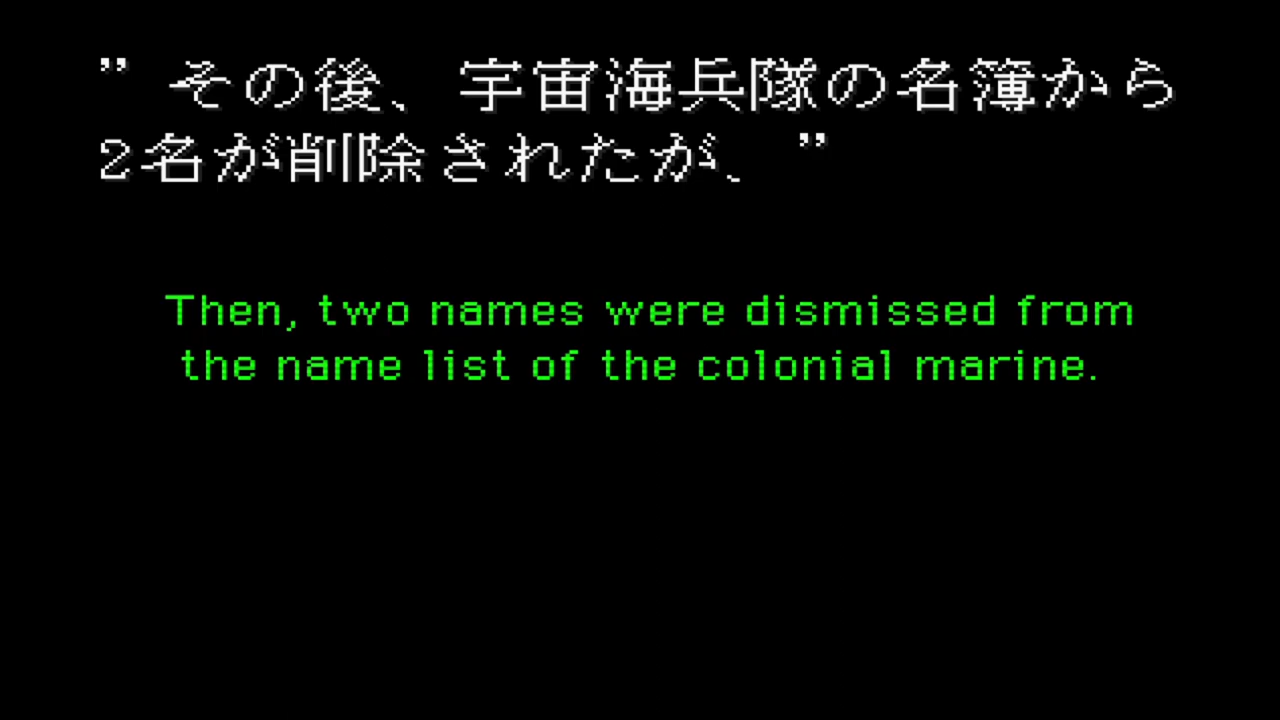 ” その後、宇宙海兵隊の名簿から
2名が削除されたが、”
Then, two names were dismissed from
the name list of the colonial marine.